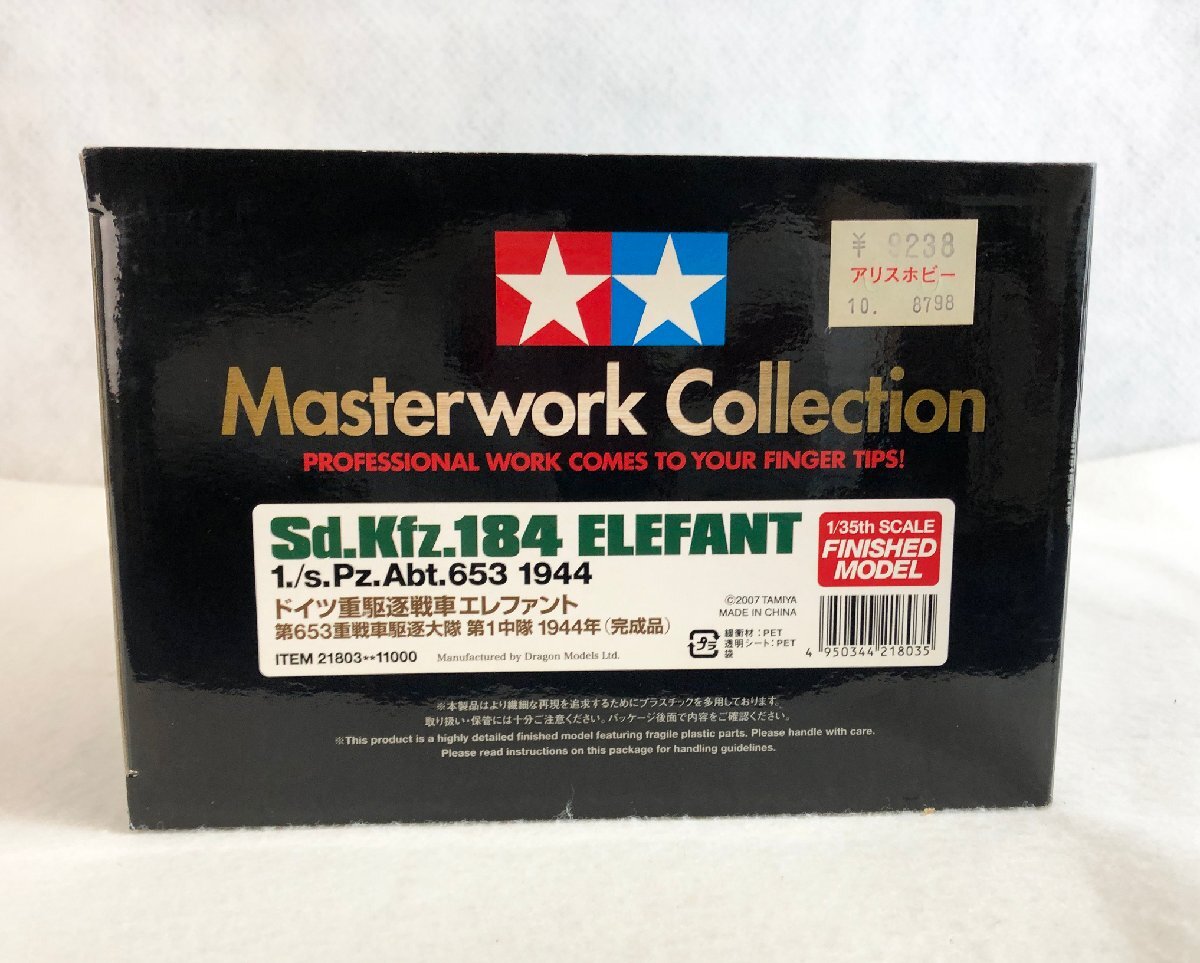 ¥ 9238
アリスホビー
10. 8798
Masterwork Collection
PROFESSIONAL WORK COMES TO YOUR FINGER TIPS!
Sd.Kfz.184 ELEFANT
1./s.Pz.Abt.653 1944
ドイツ重駆逐戦車エレファント
第653重戦車駆逐大隊 第1中隊 1944年(完成品)
ITEM 21803**11000 Manufactured by Dragon Models Ltd.
1/35th SCALE
FINISHED
MODEL
©2007 TAMIYA
MADE IN CHINA
プラ
緩衝材:PET
透明シート:PET
袋
4 950344 218035
※本製品はより繊細な再現を追求するためにプラスチックを多用しております。
取り扱い・保管には十分ご注意ください。パッケージ後面で内容をご確認ください。
※This product is a highly detailed finished model featuring fragile plastic parts. Please handle with care.
Please read instructions on this package for handling guidelines.